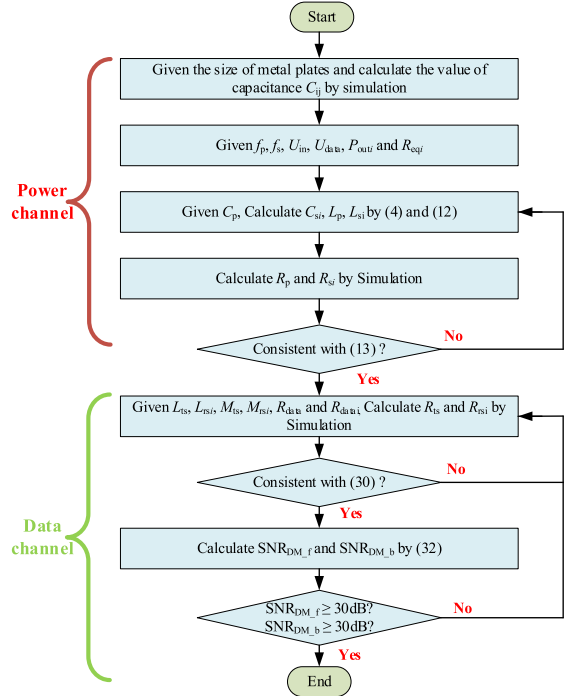 Start
Given the size of metal plates and calculate the value of
capacitance Cij by simulation
Given fp, fs, Uin, Udata, Pouti and Reqi
Power
channel
Given Cp, Calculate Csi, Lp, Lsi by (4) and (12)
Calculate Rp and Rsi by Simulation
Consistent with (13) ?
No
Yes
Given Lts, Lrsi, Mts, Mrsi, Rdata and Rdatai, Calculate Rts and Rrsi by
Simulation
Consistent with (30) ?
No
Yes
Data
channel
Calculate SNRDM_f and SNRDM_b by (32)
SNRDM_f ≥ 30dB?
SNRDM_b ≥ 30dB?
No
Yes
End